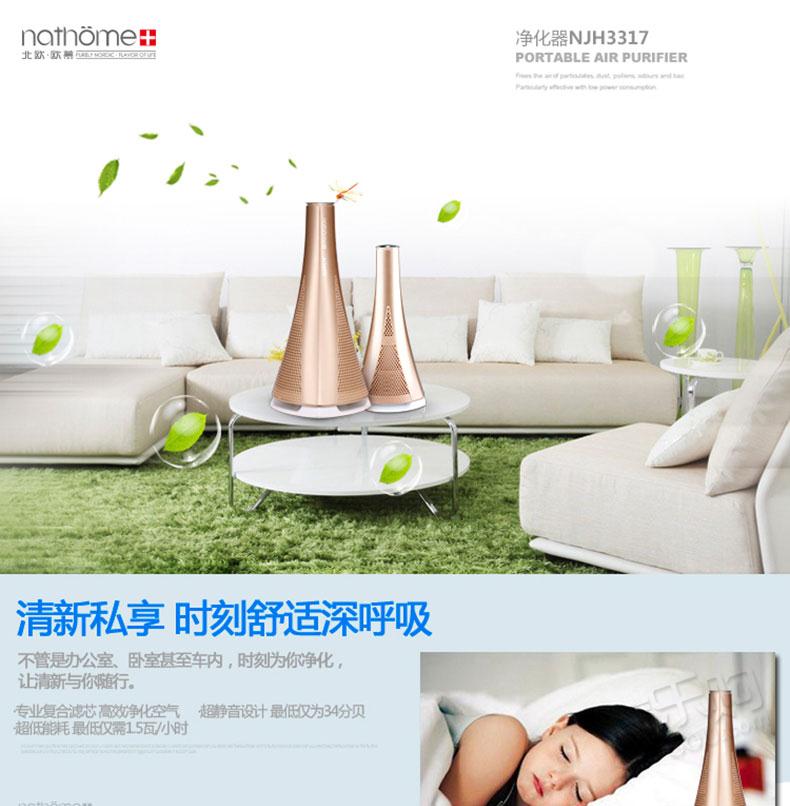 nathöme
北欧·欧慕 PURELY NORDIC · FLAVOR OF LIFE
净化器NJH3317
PORTABLE AIR PURIFIER
Frees the air of particulates, dust, pollens, odours and bac
Particularly effective with low power consumption.
清新私享 时刻舒适深呼吸
不管是办公室、卧室甚至车内，时刻为你净化，
让清新与你随行。
·专业复合滤芯 高效净化空气 ·超静音设计 最低仅为34分贝
·超低能耗 最低仅需1.5瓦/小时
nathöme